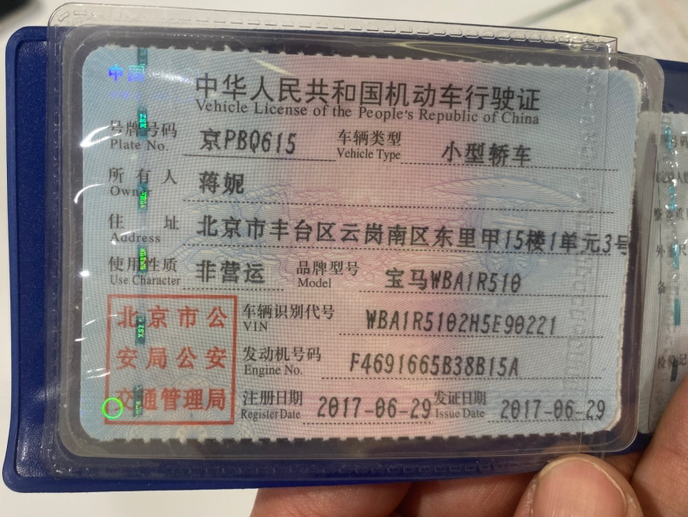 中国
中华人民共和国机动车行驶证
Vehicle License of the People's Republic of China
号牌号码 京PBQ615 车辆类型 小型轿车
Plate No. Vehicle Type
所有人 蒋妮
Owner
住址 北京市丰台区云岗南区东里甲15楼1单元3号
Address
使用性质 非营运 品牌型号 宝马WBA1R510
Use Character Model
北京市公
安局公安
交通管理局
车辆识别代号 WBA1R5102H5E90221
VIN
发动机号码 F4691665B38B15A
Engine No.
注册日期 2017-06-29 发证日期 2017-06-29
Register Date Issue Date